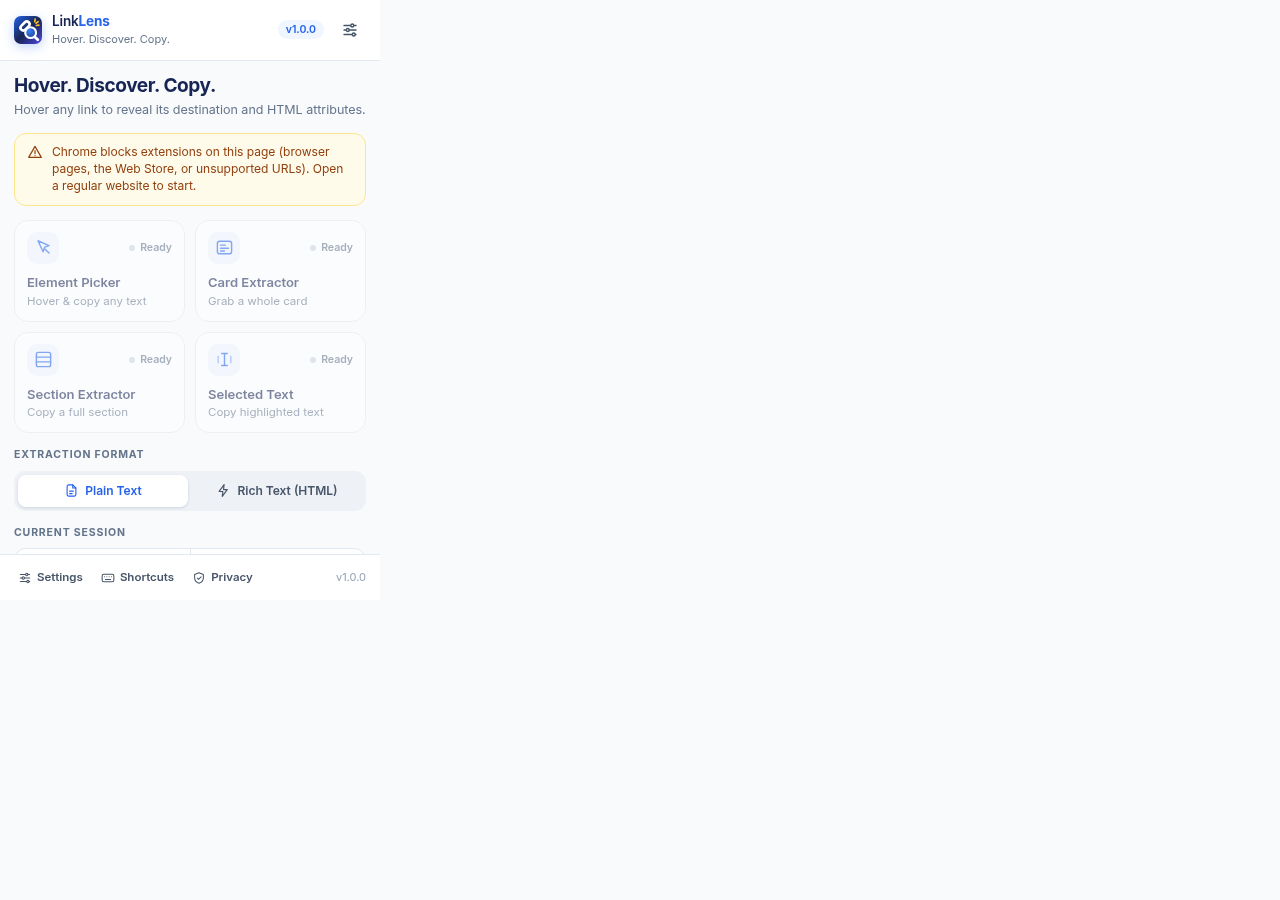 LinkLens
Hover. Discover. Copy.
v1.0.0
Hover. Discover. Copy.
Hover any link to reveal its destination and HTML attributes.
Chrome blocks extensions on this page (browser
pages, the Web Store, or unsupported URLs). Open
a regular website to start.
Ready
Element Picker
Hover & copy any text
Ready
Card Extractor
Grab a whole card
Ready
Section Extractor
Copy a full section
Ready
Selected Text
Copy highlighted text
EXTRACTION FORMAT
Plain Text
Rich Text (HTML)
CURRENT SESSION
Settings
Shortcuts
Privacy
v1.0.0